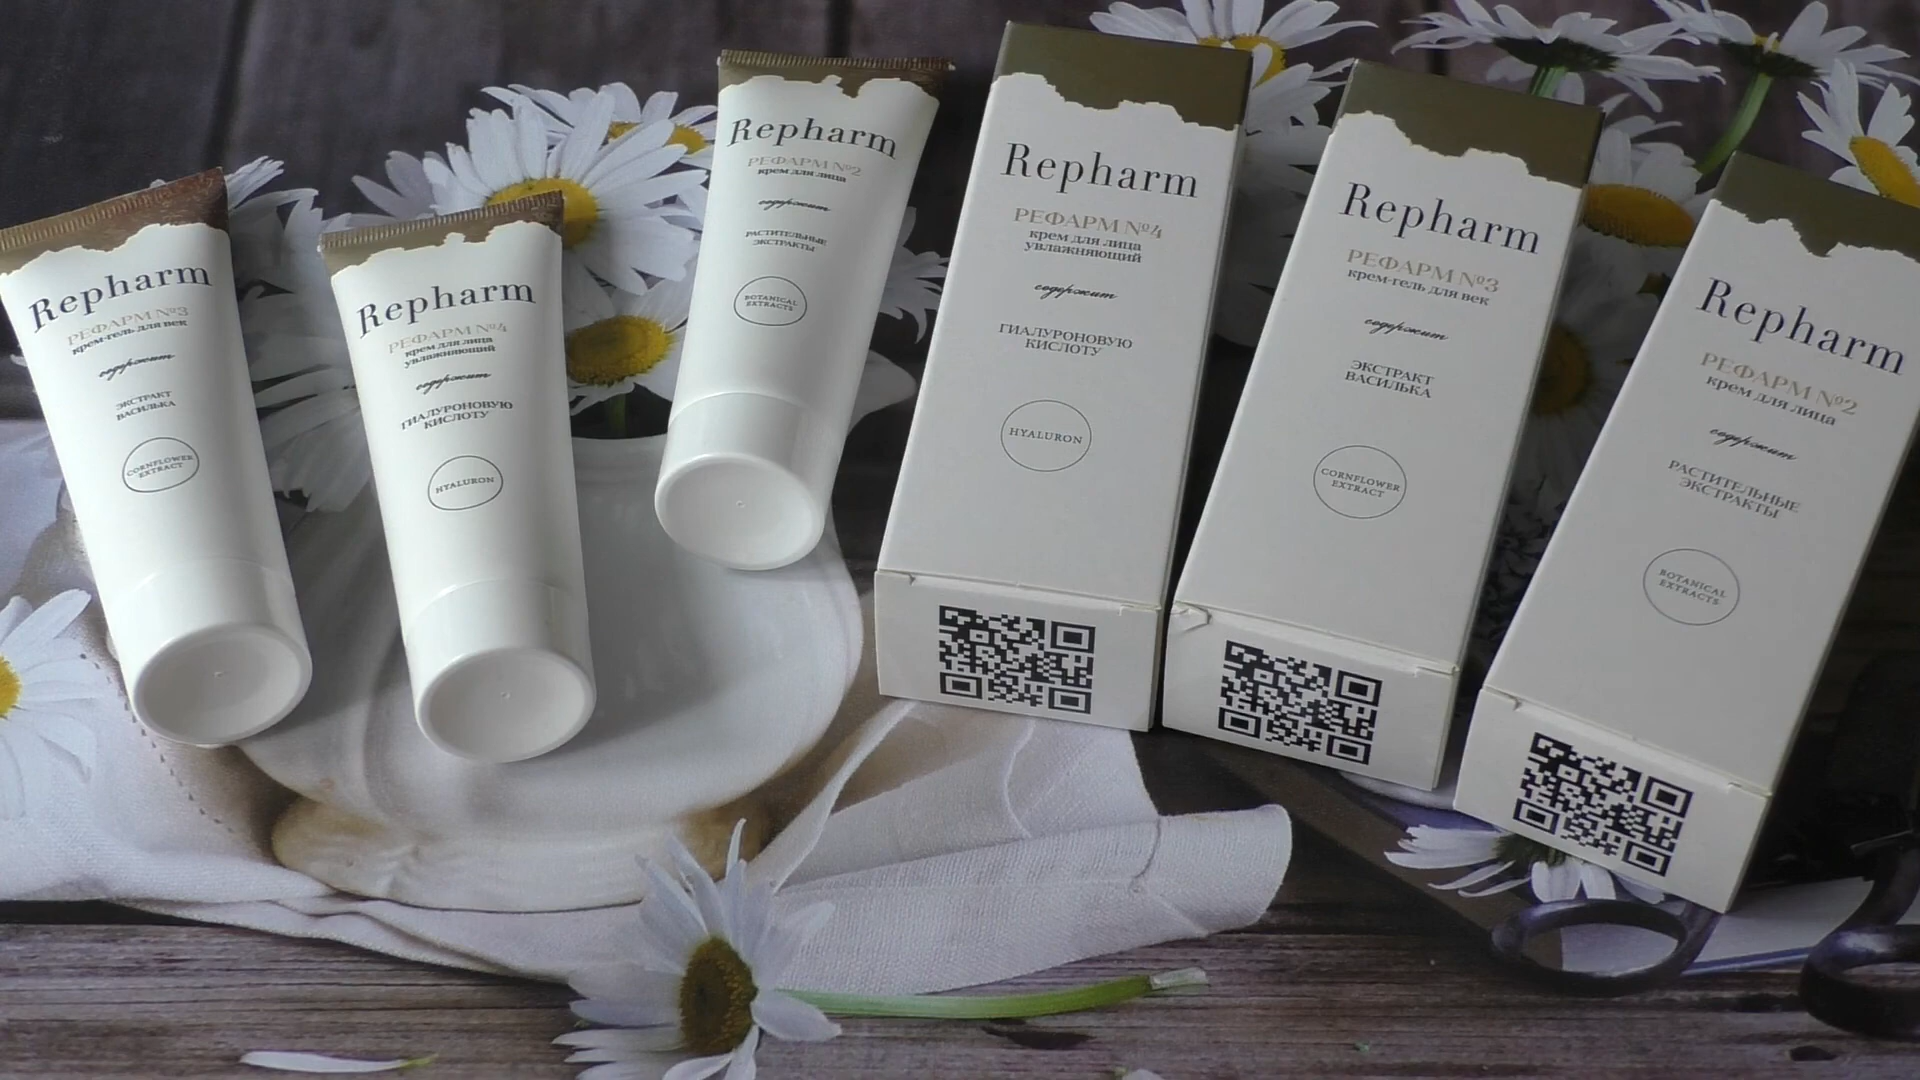 Repharm
РЕФАРМ №3
крем-гель для век
содержит
ЭКСТРАКТ
ВАСИЛЬКА
CORNFLOWER
EXTRACT
Repharm
РЕФАРМ №4
крем для лица
увлажняющий
содержит
ГИАЛУРОНОВУЮ
КИСЛОТУ
HYALURON
Repharm
РЕФАРМ №2
крем для лица
содержит
РАСТИТЕЛЬНЫЕ
ЭКСТРАКТЫ
BOTANICAL
EXTRACTS
Repharm
РЕФАРМ №4
крем для лица
увлажняющий
содержит
ГИАЛУРОНОВУЮ
КИСЛОТУ
HYALURON
Repharm
РЕФАРМ №3
крем-гель для век
содержит
ЭКСТРАКТ
ВАСИЛЬКА
CORNFLOWER
EXTRACT
Repharm
РЕФАРМ №2
крем для лица
содержит
РАСТИТЕЛЬНЫЕ
ЭКСТРАКТЫ
BOTANICAL
EXTRACTS